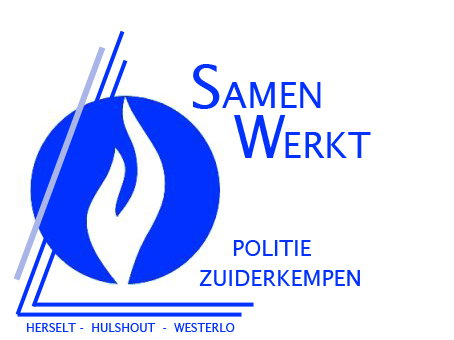 SAMEN
WERKT
POLITIE
ZUIDERKEMPEN
HERSELT - HULSHOUT - WESTERLO